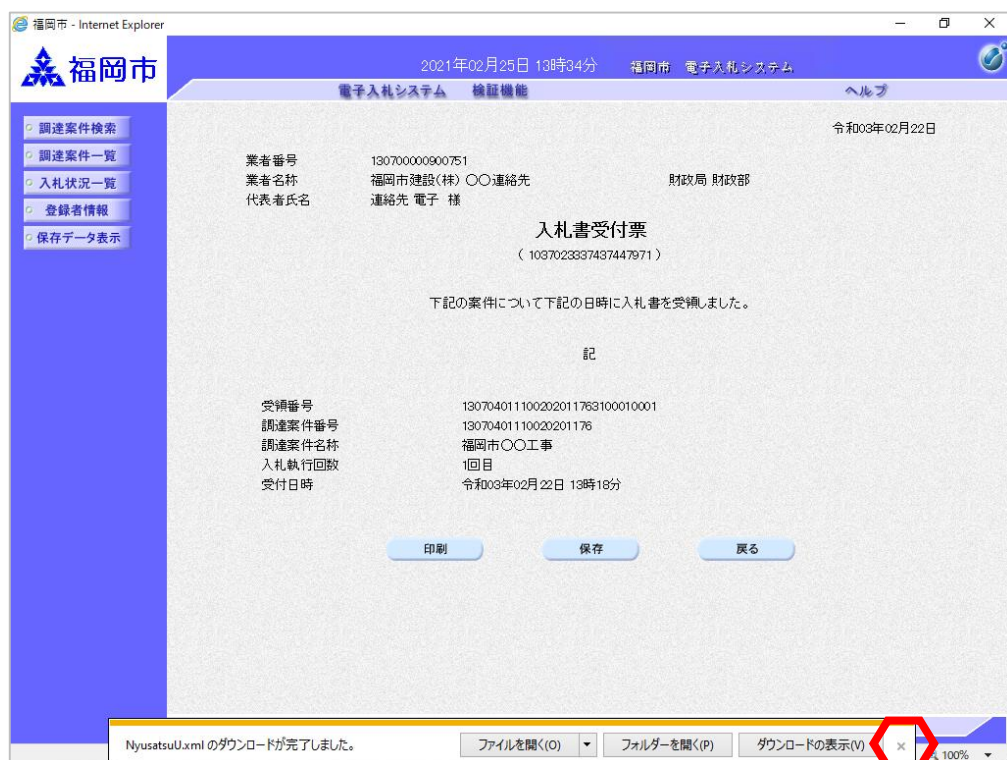 福岡市 - Internet Explorer
福岡市
2021年02月25日 13時34分 福岡市 電子入札システム
電子入札システム 検証機能 ヘルプ
調達案件検索
調達案件一覧
入札状況一覧
登録者情報
保存データ表示
令和03年02月22日
業者番号 130700000900751
業者名称 福岡市建設(株) 〇〇連絡先 財政局 財政部
代表者氏名 連絡先 電子 様
入札書受付票
( 1037023337437447971 )
下記の案件について下記の日時に入札書を受領しました。
記
受領番号 13070401110020201176310001​0001
調達案件番号 13070401110020201176
調達案件名称 福岡市〇〇工事
入札執行回数 1回目
受付日時 令和03年02月22日 13時18分
印刷 保存 戻る
NyusatsuU.xml のダウンロードが完了しました。 ファイルを開く(O) フォルダーを開く(P) ダウンロードの表示(V) ×
100%